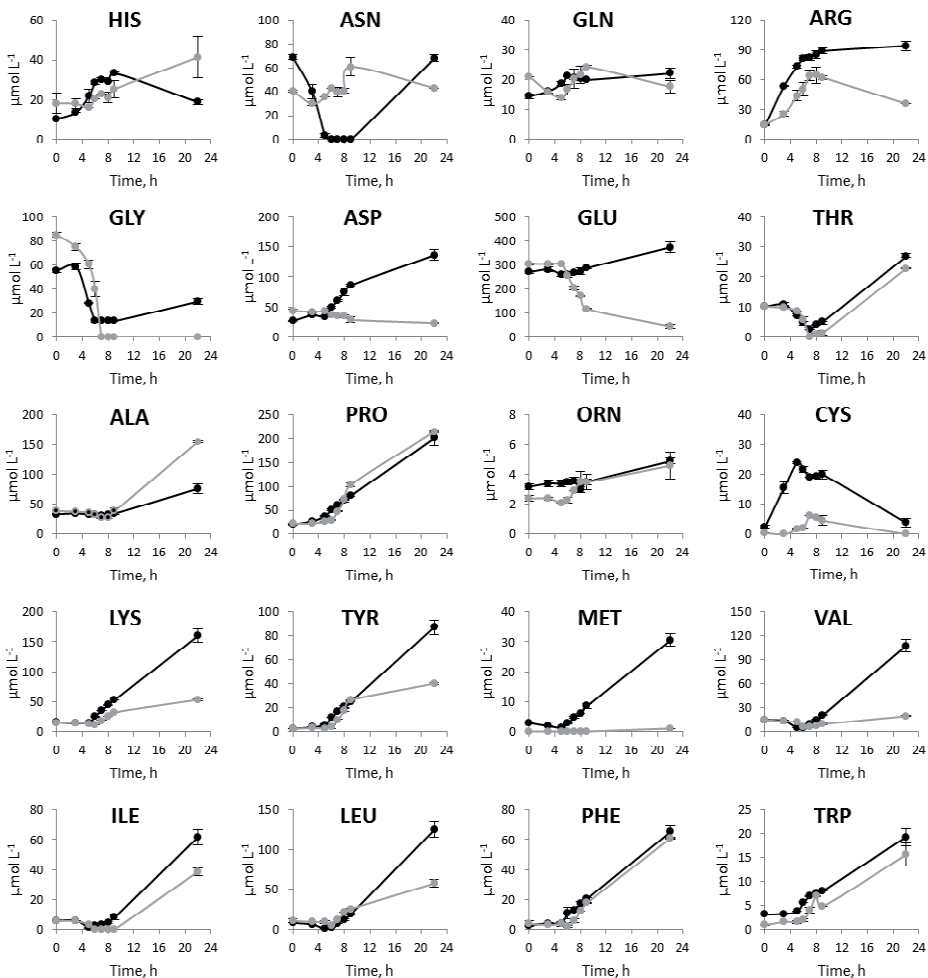 HIS ASN GLN ARG
µmol L⁻¹ 60 40 20 0
µmol L⁻¹ 100 80 60 40 20 0
µmol L⁻¹ 40 30 20 10 0
µmol L⁻¹ 120 90 60 30 0
0 4 8 12 16 20 24
0 4 8 12 16 20 24
0 4 8 12 16 20 24
0 4 8 12 16 20 24
Time, h Time, h Time, h Time, h
GLY ASP GLU THR
µmol L⁻¹ 100 80 60 40 20 0
µmol L⁻¹ 200 150 100 50 0
µmol L⁻¹ 500 400 300 200 100 0
µmol L⁻¹ 40 30 20 10 0
0 4 8 12 16 20 24
0 4 8 12 16 20 24
0 4 8 12 16 20 24
0 4 8 12 16 20 24
Time, h Time, h Time, h Time, h
ALA PRO ORN CYS
µmol L⁻¹ 200 150 100 50 0
µmol L⁻¹ 250 200 150 100 50 0
µmol L⁻¹ 8 6 4 2 0
µmol L⁻¹ 40 30 20 10 0
0 4 8 12 16 20 24
0 4 8 12 16 20 24
0 4 8 12 16 20 24
0 4 8 12 16 20 24
Time, h Time, h Time, h Time, h
LYS TYR MET VAL
µmol L⁻¹ 200 150 100 50 0
µmol L⁻¹ 100 80 60 40 20 0
µmol L⁻¹ 40 30 20 10 0
µmol L⁻¹ 150 120 90 60 30 0
0 4 8 12 16 20 24
0 4 8 12 16 20 24
0 4 8 12 16 20 24
0 4 8 12 16 20 24
TIme, h TIme, h TIme, h TIme, h
ILE LEU PHE TRP
µmol L⁻¹ 80 60 40 20 0
µmol L⁻¹ 150 100 50 0
µmol L⁻¹ 80 60 40 20 0
µmol L⁻¹ 25 20 15 10 5 0
0 4 8 12 16 20 24
0 4 8 12 16 20 24
0 4 8 12 16 20 24
0 4 8 12 16 20 24
Time, h Time, h Time, h Time, h